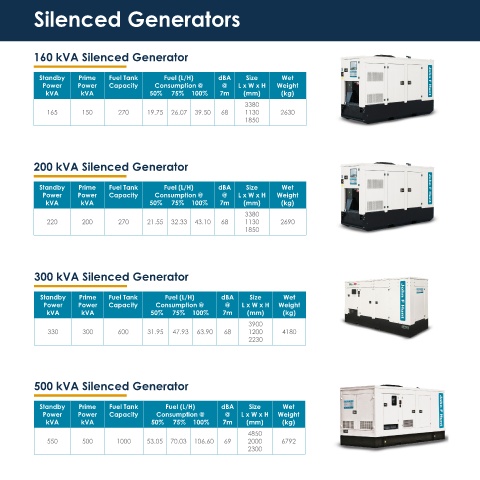 Silenced Generators
160 kVA Silenced Generator
Standby Power kVA Prime Power kVA Fuel Tank Capacity Fuel (L/H) Consumption @ 50% 75% 100% dBA @ 7m Size L x W x H (mm) Wet Weight (kg)
165 150 270 19.75 26.07 39.50 68 3380 1130 1850 2630
200 kVA Silenced Generator
Standby Power kVA Prime Power kVA Fuel Tank Capacity Fuel (L/H) Consumption @ 50% 75% 100% dBA @ 7m Size L x W x H (mm) Wet Weight (kg)
220 200 270 21.55 32.33 43.10 68 3380 1130 1850 2690
300 kVA Silenced Generator
Standby Power kVA Prime Power kVA Fuel Tank Capacity Fuel (L/H) Consumption @ 50% 75% 100% dBA @ 7m Size L x W x H (mm) Wet Weight (kg)
330 300 600 31.95 47.93 63.90 68 3900 1200 2230 4180
John F Hunt
500 kVA Silenced Generator
Standby Power kVA Prime Power kVA Fuel Tank Capacity Fuel (L/H) Consumption @ 50% 75% 100% dBA @ 7m Size L x W x H (mm) Wet Weight (kg)
550 500 1000 53.05 70.03 106.60 69 4850 2000 2300 6792
John F Hunt